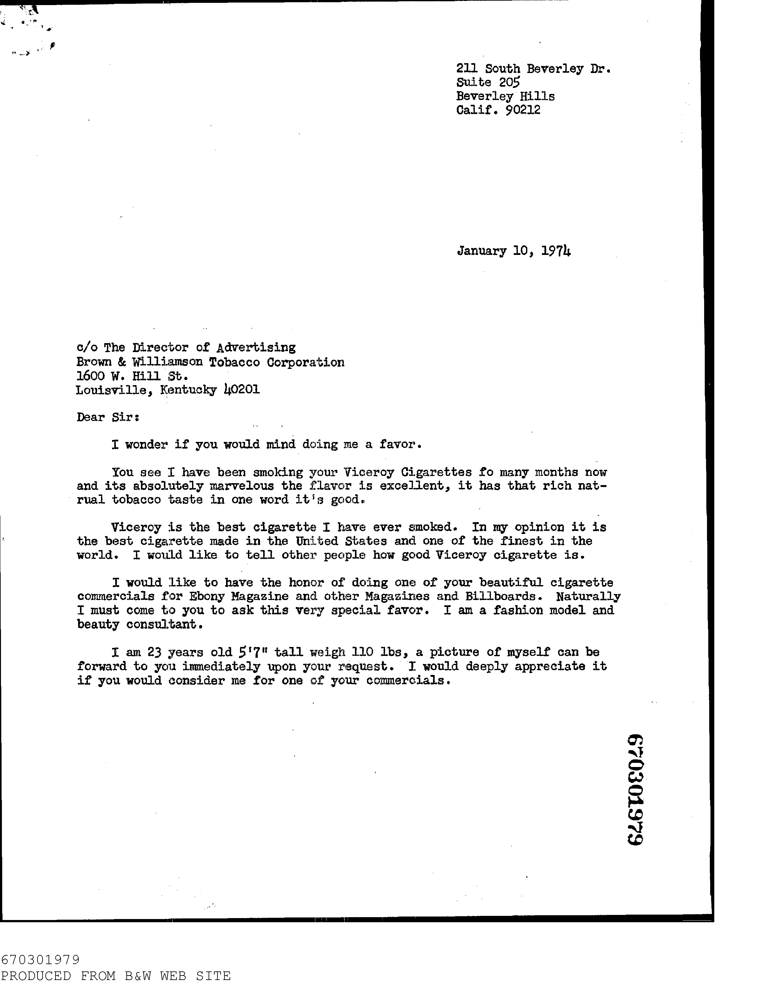 211 South Beverley Dr.
Suite 205
Beverley Hills
Calif. 90212
January 10, 1974
c/o The Director of Advertising
Brown & Williamson Tobacco Corporation
1600 W. Hill St.
Louisville, Kentucky 40201
Dear Sir:
I wonder if you would mind doing me a favor.
You see I have been smoking your Viceroy Cigarettes fo many months now
and its absolutely marvelous the flavor is excellent, it has that rich nat-
rual tobacco taste in one word it's good.
Viceroy is the best cigarette I have ever smoked. In my opinion it is
the best cigarette made in the United States and one of the finest in the
world. I would like to tell other people how good Viceroy cigarette is.
I would like to have the honor of doing one of your beautiful cigarette
commercials for Ebony Magazine and other Magazines and Billboards. Naturally
I must come to you to ask this very special favor. I am a fashion model and
beauty consultant.
I am 23 years old 5'7" tall weigh 110 lbs, a picture of myself can be
forward to you immediately upon your request. I would deeply appreciate it
if you would consider me for one of your commercials.
670301979
670301979
PRODUCED FROM B&W WEB SITE